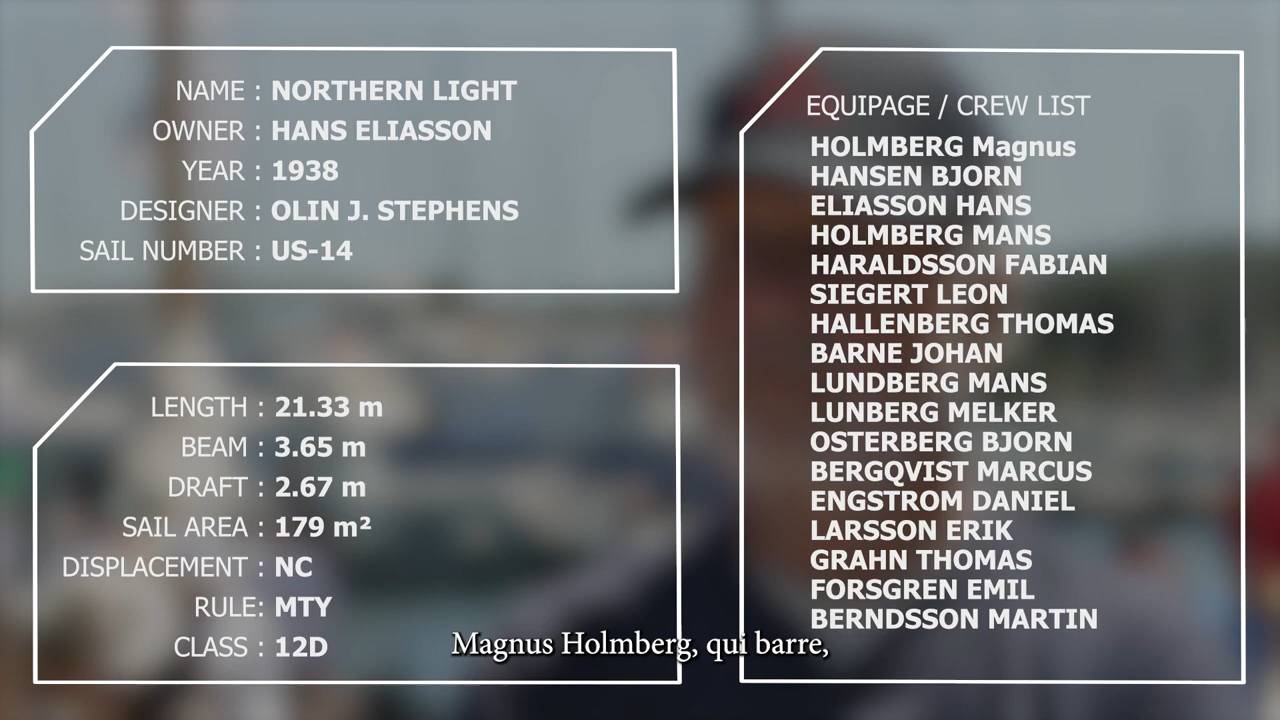 NAME : NORTHERN LIGHT
OWNER : HANS ELIASSON
YEAR : 1938
DESIGNER : OLIN J. STEPHENS
SAIL NUMBER : US-14
LENGTH : 21.33 m
BEAM : 3.65 m
DRAFT : 2.67 m
SAIL AREA : 179 m²
DISPLACEMENT : NC
RULE: MTY
CLASS : 12D
EQUIPAGE / CREW LIST
HOLMBERG Magnus
HANSEN BJORN
ELIASSON HANS
HOLMBERG MANS
HARALDSSON FABIAN
SIEGERT LEON
HALLENBERG THOMAS
BARNE JOHAN
LUNDBERG MANS
LUNBERG MELKER
OSTERBERG BJORN
BERGQVIST MARCUS
ENGSTROM DANIEL
LARSSON ERIK
GRAHN THOMAS
FORSGREN EMIL
BERNDSSON MARTIN
Magnus Holmberg, qui barre,